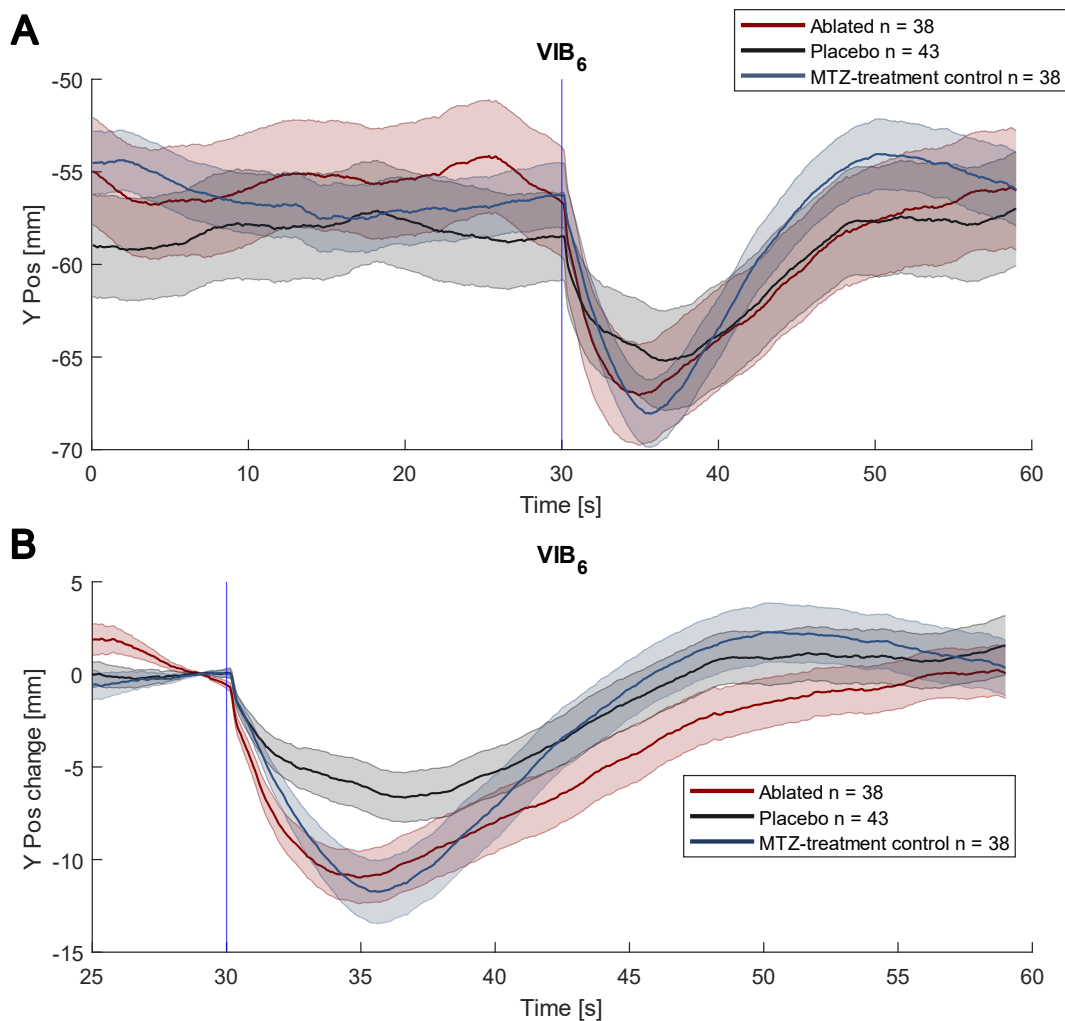 A
Ablated n = 38
Placebo n = 43
MTZ-treatment control n = 38
VIB6
-50
-55
-60
-65
-70
Y Pos [mm]
0 10 20 30 40 50 60
Time [s]
B
VIB6
5
0
-5
-10
-15
Y Pos change [mm]
Ablated n = 38
Placebo n = 43
MTZ-treatment control n = 38
25 30 35 40 45 50 55 60
Time [s]